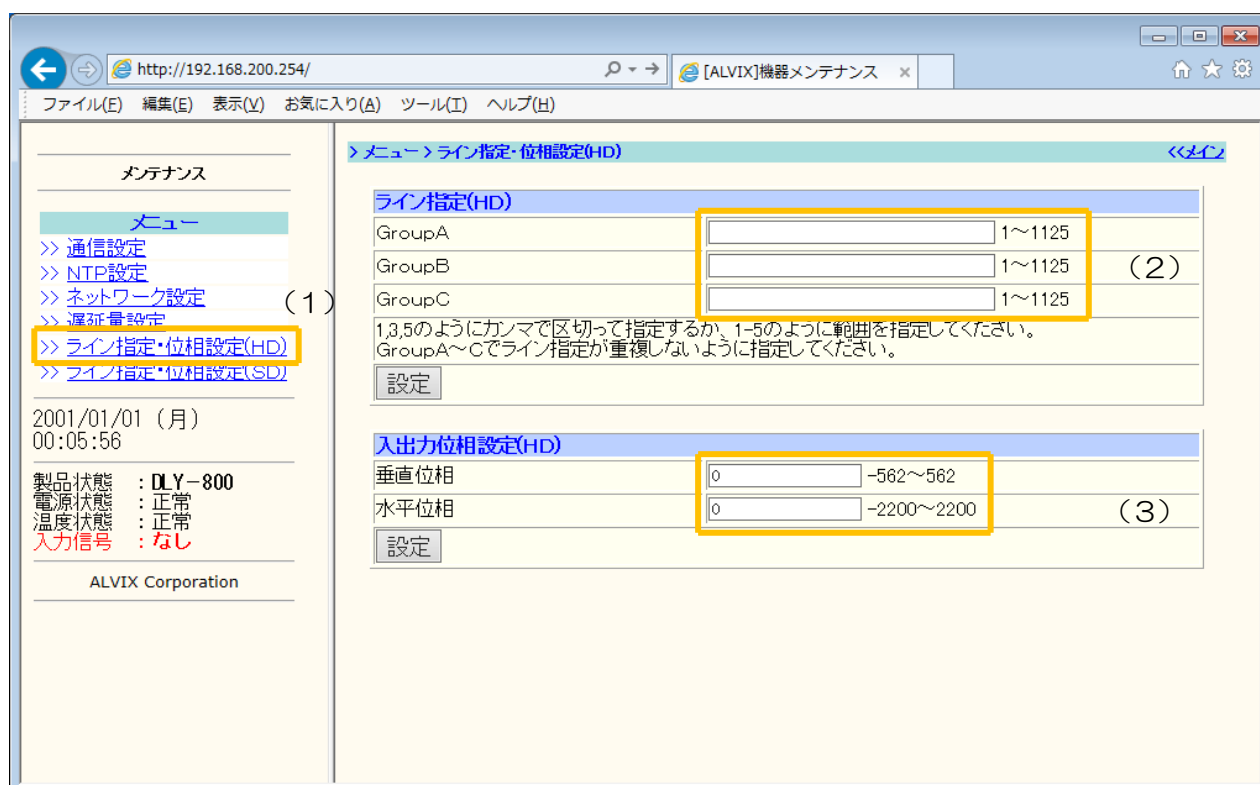 http://192.168.200.254/
[ALVIX]機器メンテナンス
ファイル(F) 編集(E) 表示(V) お気に入り(A) ツール(T) ヘルプ(H)
メンテナンス
メニュー
>> 通信設定
>> NTP設定
>> ネットワーク設定
>> 遅延量設定
(1)
>> ライン指定・位相設定(HD)
>> ライン指定・位相設定(SD)
2001/01/01 (月)
00:05:56
製品状態 :DLY-800
電源状態 :正常
温度状態 :正常
入力信号 :なし
ALVIX Corporation
> メニュー > ライン指定・位相設定(HD) <<メイン
ライン指定(HD)
GroupA 1~1125
GroupB 1~1125
(2)
GroupC 1~1125
1,3,5のようにカンマで区切って指定するか、1-5のように範囲を指定してください。
GroupA~Cでライン指定が重複しないように指定してください。
設定
入出力位相設定(HD)
垂直位相 0 -562~562
水平位相 0 -2200~2200
(3)
設定